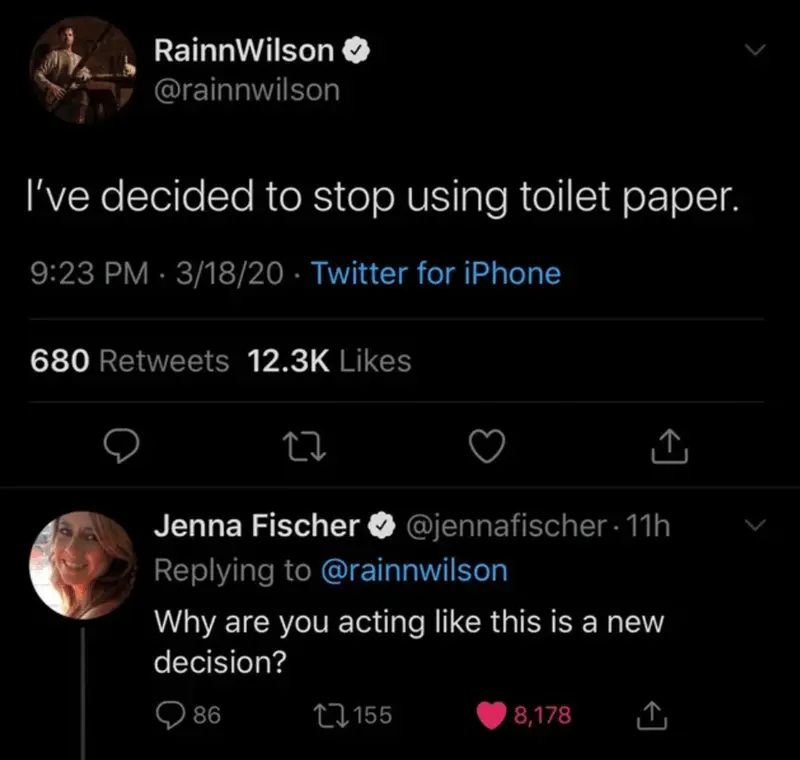 RainnWilson
@rainnwilson
I've decided to stop using toilet paper.
9:23 PM · 3/18/20 · Twitter for iPhone
680 Retweets 12.3K Likes
Jenna Fischer @jennafischer · 11h
Replying to @rainnwilson
Why are you acting like this is a new
decision?
86 155 8,178